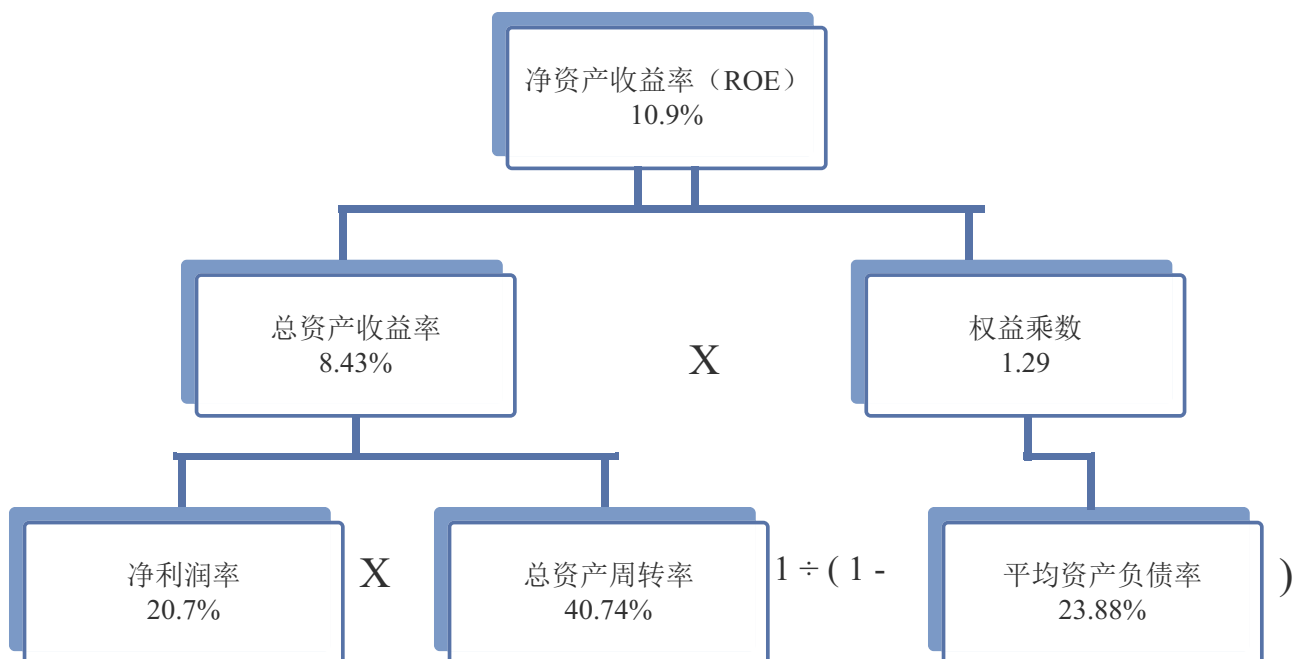 净资产收益率（ROE）
10.9%
总资产收益率
8.43%
X
权益乘数
1.29
净利润率
20.7%
X
总资产周转率
40.74%
1 ÷ ( 1 -
平均资产负债率
23.88%
)